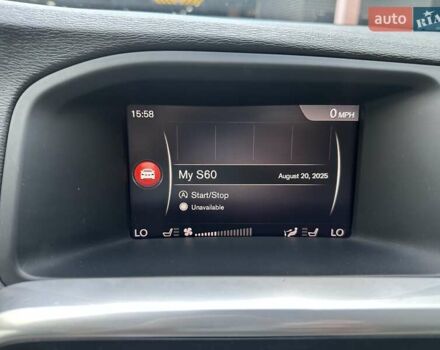 auto RIA
15:58
0 MPH
My S60
August 20, 2025
A Start/Stop
Unavailable
LO LO